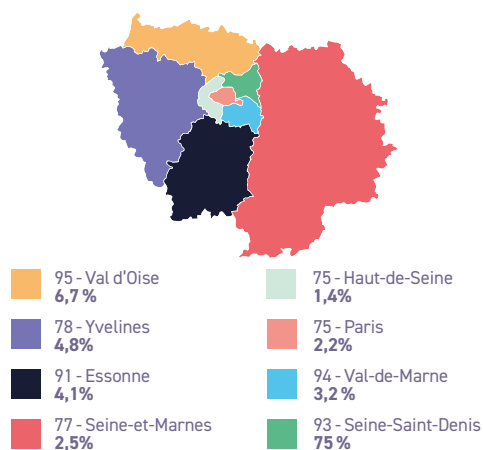 95 - Val d'Oise
6,7 %
78 - Yvelines
4,8%
91 - Essonne
4,1%
77 - Seine-et-Marnes
2,5%
75 - Haut-de-Seine
1,4%
75 - Paris
2,2%
94 - Val-de-Marne
3,2 %
93 - Seine-Saint-Denis
75 %